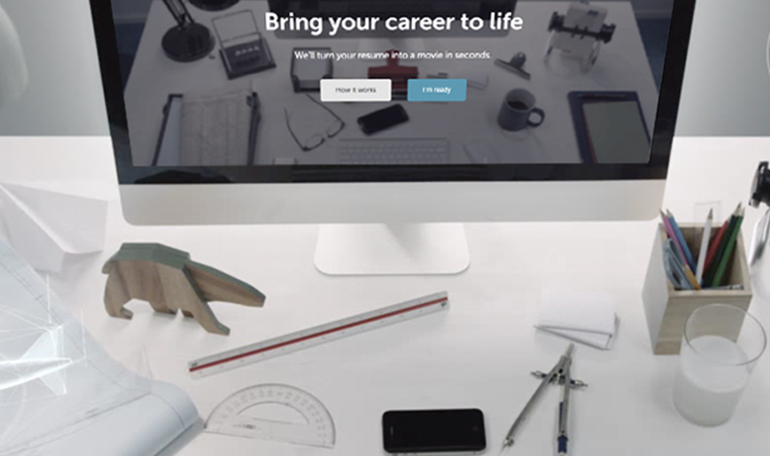 Bring your career to life
We'll turn your resume into a movie in seconds.
How it works
I'm ready